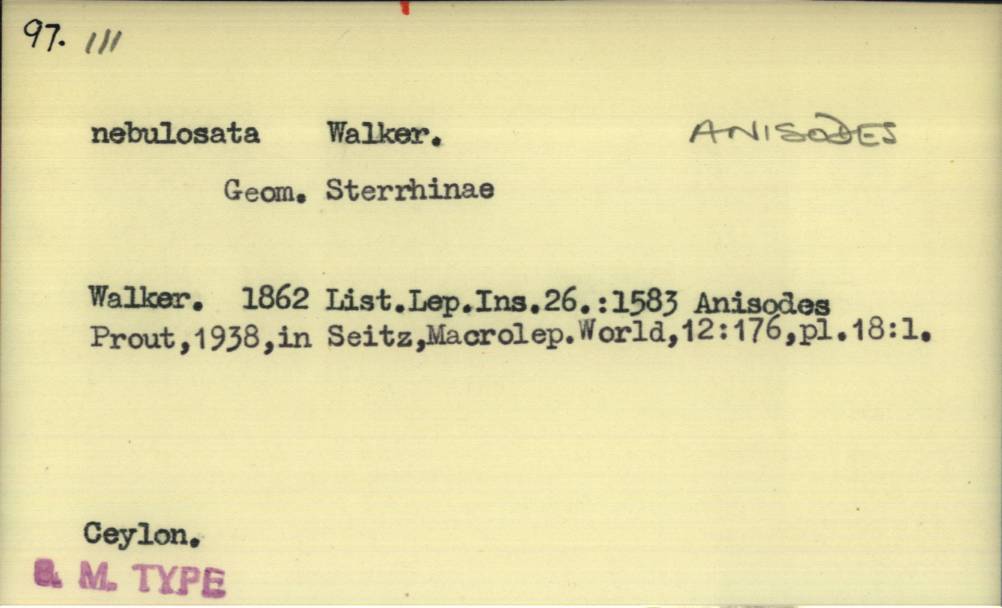 97. 111
nebulosata Walker. ANISODES
Geom. Sterrhinae
Walker. 1862 List.Lep.Ins.26.:1583 Anisodes
Prout,1938,in Seitz,Macrolep.World,12:176,pl.18:l.
Ceylon.
B. M. TYPE